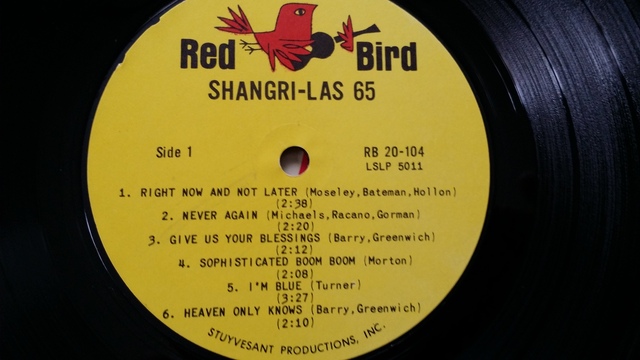 Red Bird
SHANGRI-LAS 65
Side 1
RB 20-104
LSLP 5011
1. RIGHT NOW AND NOT LATER (Moseley,Bateman,Hollon)
(2:38)
2. NEVER AGAIN (Michaels,Racano,Gorman)
(2:20)
3. GIVE US YOUR BLESSINGS (Barry,Greenwich)
(2:12)
4. SOPHISTICATED BOOM BOOM (Morton)
(2:08)
5. I'M BLUE (Turner)
(3:27)
6. HEAVEN ONLY KNOWS (Barry,Greenwich)
(2:10)
STUYVESANT PRODUCTIONS, INC.